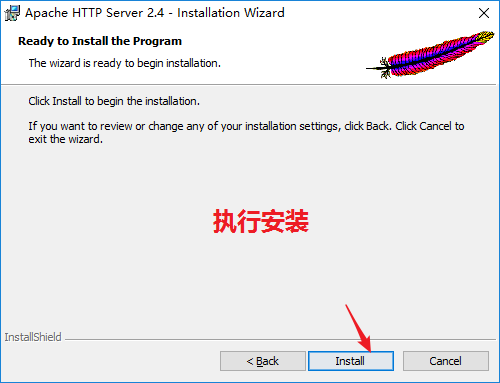 Apache HTTP Server 2.4 - Installation Wizard
Ready to Install the Program
The wizard is ready to begin installation.
Click Install to begin the installation.
If you want to review or change any of your installation settings, click Back. Click Cancel to
exit the wizard.
执行安装
InstallShield
< Back
Install
Cancel